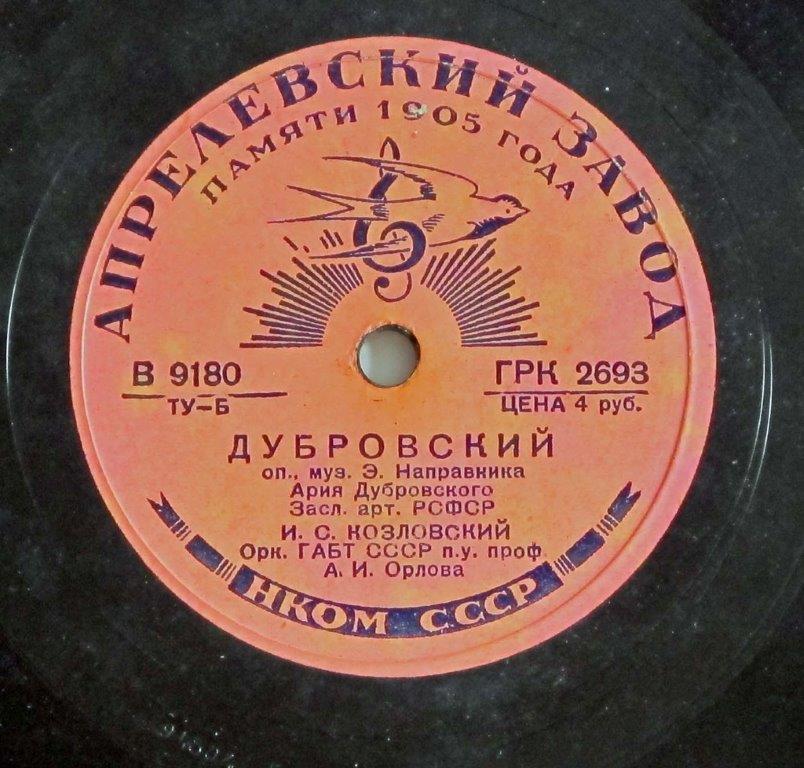 АПРЕЛЕВСКИЙ ЗАВОД
ПАМЯТИ 1905 ГОДА
В 9180
ТУ—Б
ГРК 2693
ЦЕНА 4 руб.
ДУБРОВСКИЙ
оп., муз. Э. Направника
Ария Дубровского
Засл. арт. РСФСР
И. С. КОЗЛОВСКИЙ
Орк. ГАБТ СССР п.у. проф.
А. И. Орлова
НКОМ СССР